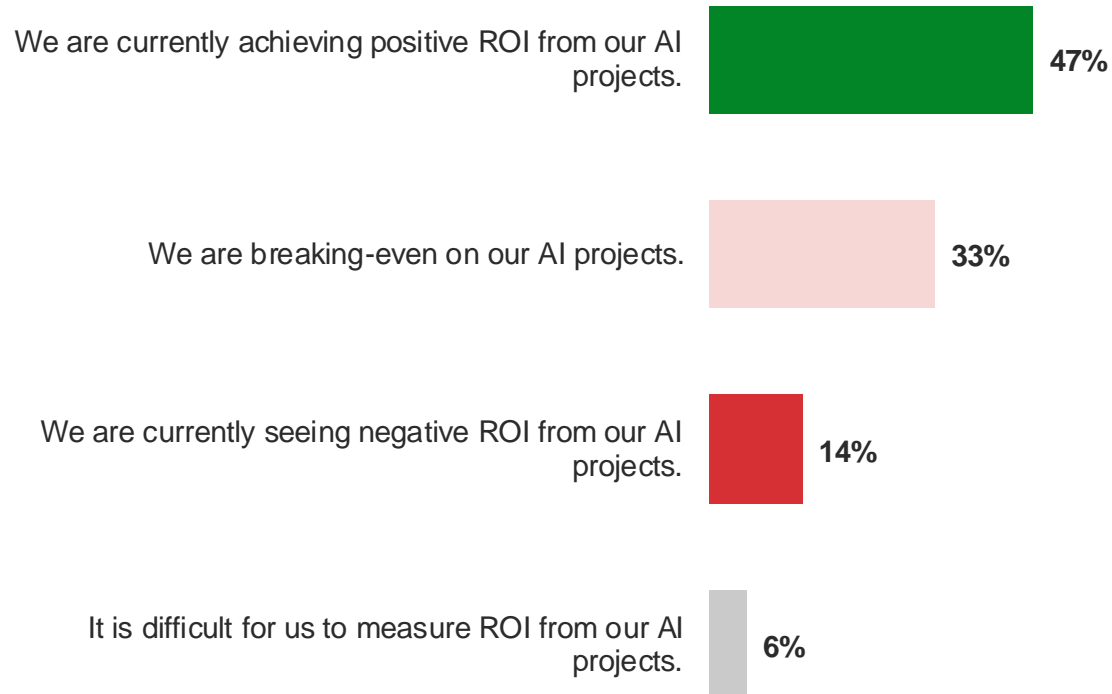 We are currently achieving positive ROI from our AI
projects.
47%
We are breaking-even on our AI projects.
33%
We are currently seeing negative ROI from our AI
projects.
14%
It is difficult for us to measure ROI from our AI
projects.
6%